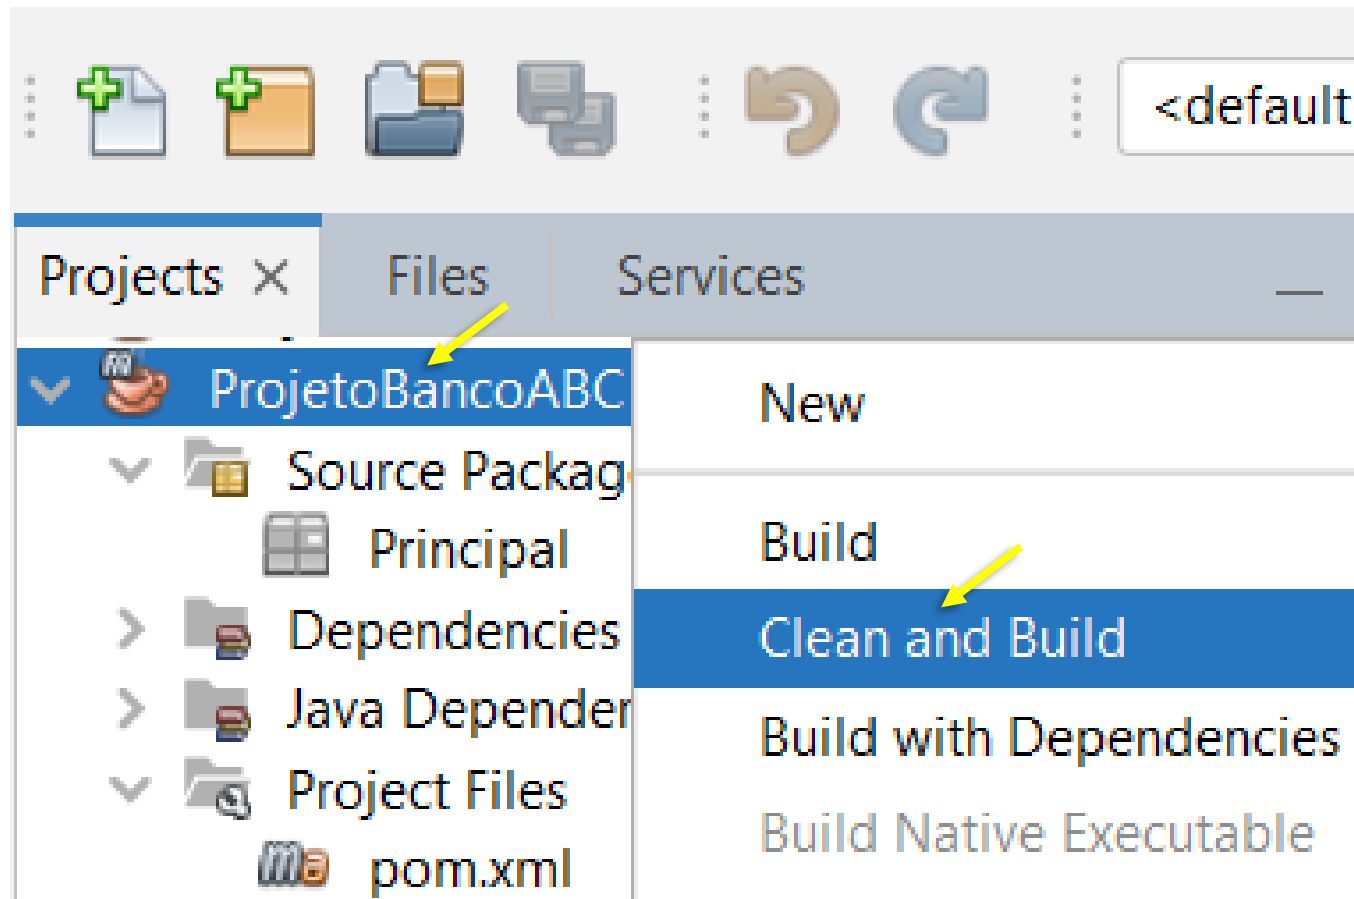 <default
Projects Files Services
ProjetoBancoABC
Source Packag
Principal
Dependencies
Java Depender
Project Files
pom.xml
New
Build
Clean and Build
Build with Dependencies
Build Native Executable